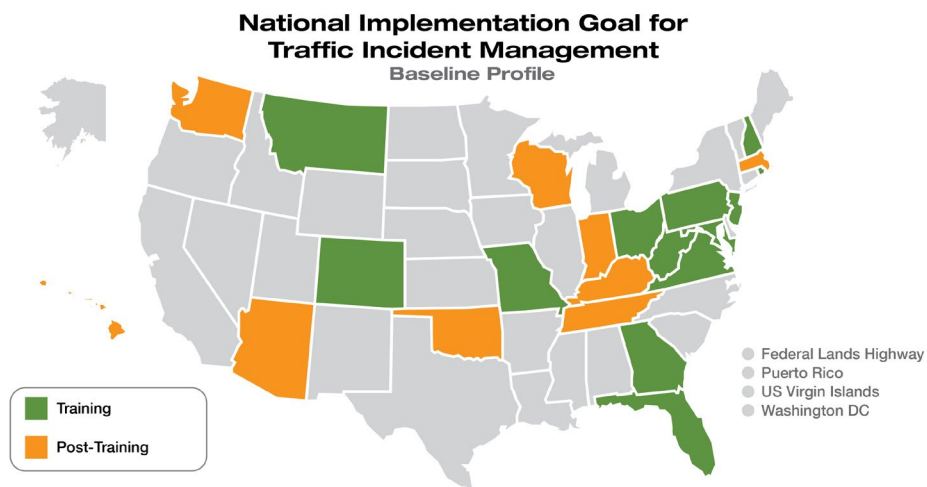 National Implementation Goal for
Traffic Incident Management
Baseline Profile
Federal Lands Highway
Puerto Rico
US Virgin Islands
Washington DC
Training
Post-Training